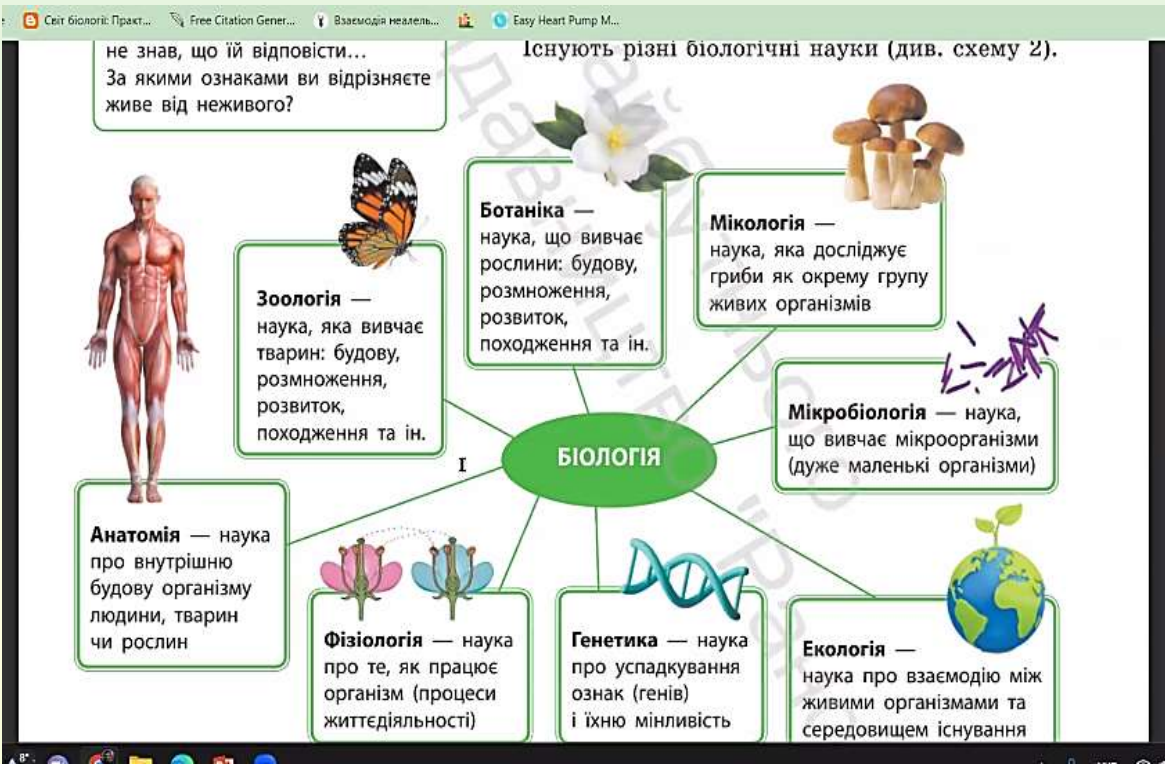 Світ біології: Практ... Free Citation Gener... Взаємодія неалель... Easy Heart Pump M...
не знав, що їй відповісти...
За якими ознаками ви відрізняєте
живе від неживого?
Існують різні біологічні науки (див. схему 2).
Ботаніка —
наука, що вивчає
рослини: будову,
розмноження,
розвиток,
походження та ін.
Мікологія —
наука, яка досліджує
гриби як окрему групу
живих організмів
Зоологія —
наука, яка вивчає
тварин: будову,
розмноження,
розвиток,
походження та ін.
Мікробіологія — наука,
що вивчає мікроорганізми
(дуже маленькі організми)
БІОЛОГІЯ
Анатомія — наука
про внутрішню
будову організму
людини, тварин
чи рослин
Фізіологія — наука
про те, як працює
організм (процеси
життєдіяльності)
Генетика — наука
про успадкування
ознак (генів)
і їхню мінливість
Екологія —
наука про взаємодію між
живими організмами та
середовищем існування
8°